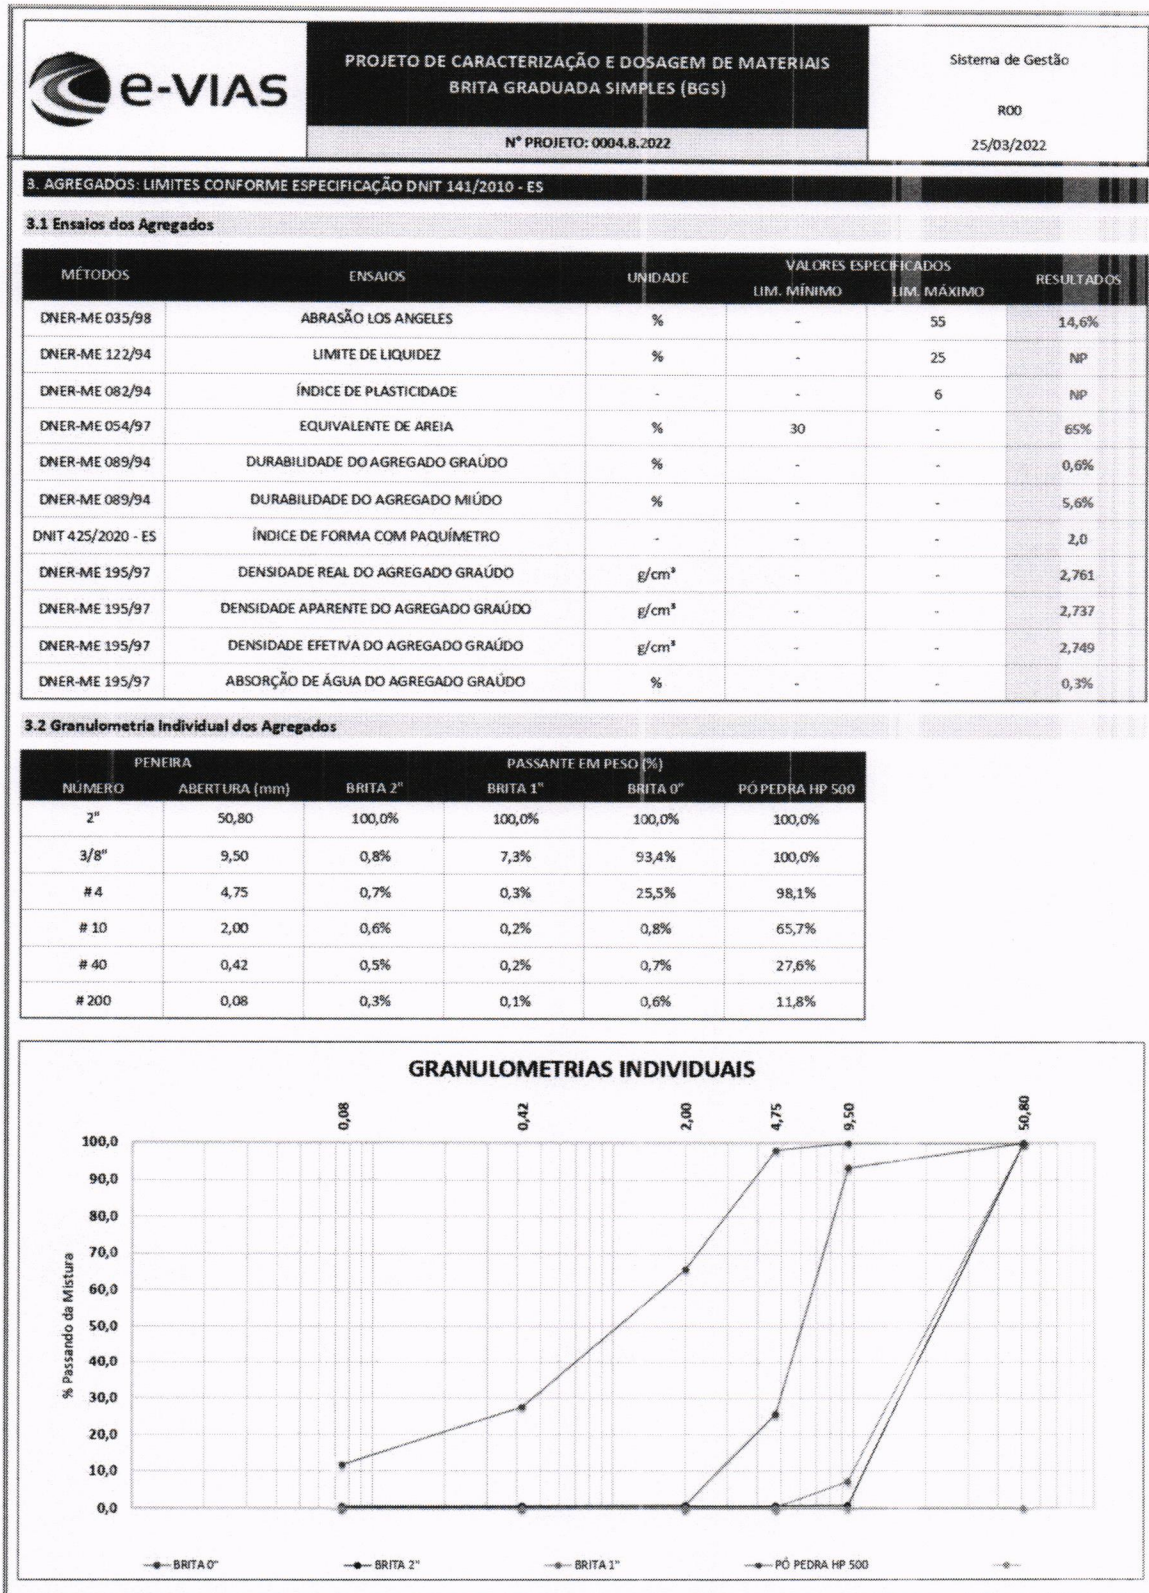 e-VIAS
PROJETO DE CARACTERIZAÇÃO E DOSAGEM DE MATERIAIS
BRITA GRADUADA SIMPLES (BGS)
N° PROJETO: 0004.8.2022
Sistema de Gestão
R00
25/03/2022
3. AGREGADOS: LIMITES CONFORME ESPECIFICAÇÃO DNIT 141/2010 - ES
3.1 Ensaios dos Agregados
MÉTODOS ENSAIOS UNIDADE VALORES ESPECIFICADOS RESULTADOS
LIM. MÍNIMO LIM. MÁXIMO
DNER-ME 035/98 ABRASÃO LOS ANGELES % - 55 14,6%
DNER-ME 122/94 LIMITE DE LIQUIDEZ % - 25 NP
DNER-ME 082/94 ÍNDICE DE PLASTICIDADE - - 6 NP
DNER-ME 054/97 EQUIVALENTE DE AREIA % 30 - 65%
DNER-ME 089/94 DURABILIDADE DO AGREGADO GRAÚDO % - - 0,6%
DNER-ME 089/94 DURABILIDADE DO AGREGADO MIÚDO % - - 5,6%
DNIT 425/2020 - ES ÍNDICE DE FORMA COM PAQUÍMETRO - - - 2,0
DNER-ME 195/97 DENSIDADE REAL DO AGREGADO GRAÚDO g/cm³ - - 2,761
DNER-ME 195/97 DENSIDADE APARENTE DO AGREGADO GRAÚDO g/cm³ - - 2,737
DNER-ME 195/97 DENSIDADE EFETIVA DO AGREGADO GRAÚDO g/cm³ - - 2,749
DNER-ME 195/97 ABSORÇÃO DE ÁGUA DO AGREGADO GRAÚDO % - - 0,3%
3.2 Granulometria Individual dos Agregados
PENEIRA PASSANTE EM PESO (%)
NÚMERO ABERTURA (mm) BRITA 2" BRITA 1" BRITA 0" PÓ PEDRA HP 500
2" 50,80 100,0% 100,0% 100,0% 100,0%
3/8" 9,50 0,8% 7,3% 93,4% 100,0%
# 4 4,75 0,7% 0,3% 25,5% 98,1%
# 10 2,00 0,6% 0,2% 0,8% 65,7%
# 40 0,42 0,5% 0,2% 0,7% 27,6%
# 200 0,08 0,3% 0,1% 0,6% 11,8%
GRANULOMETRIAS INDIVIDUAIS
0,08 0,42 2,00 4,75 9,50 50,80
% Passando da Mistura
100,0
90,0
80,0
70,0
60,0
50,0
40,0
30,0
20,0
10,0
0,0
BRITA 0" BRITA 2" BRITA 1" PÓ PEDRA HP 500